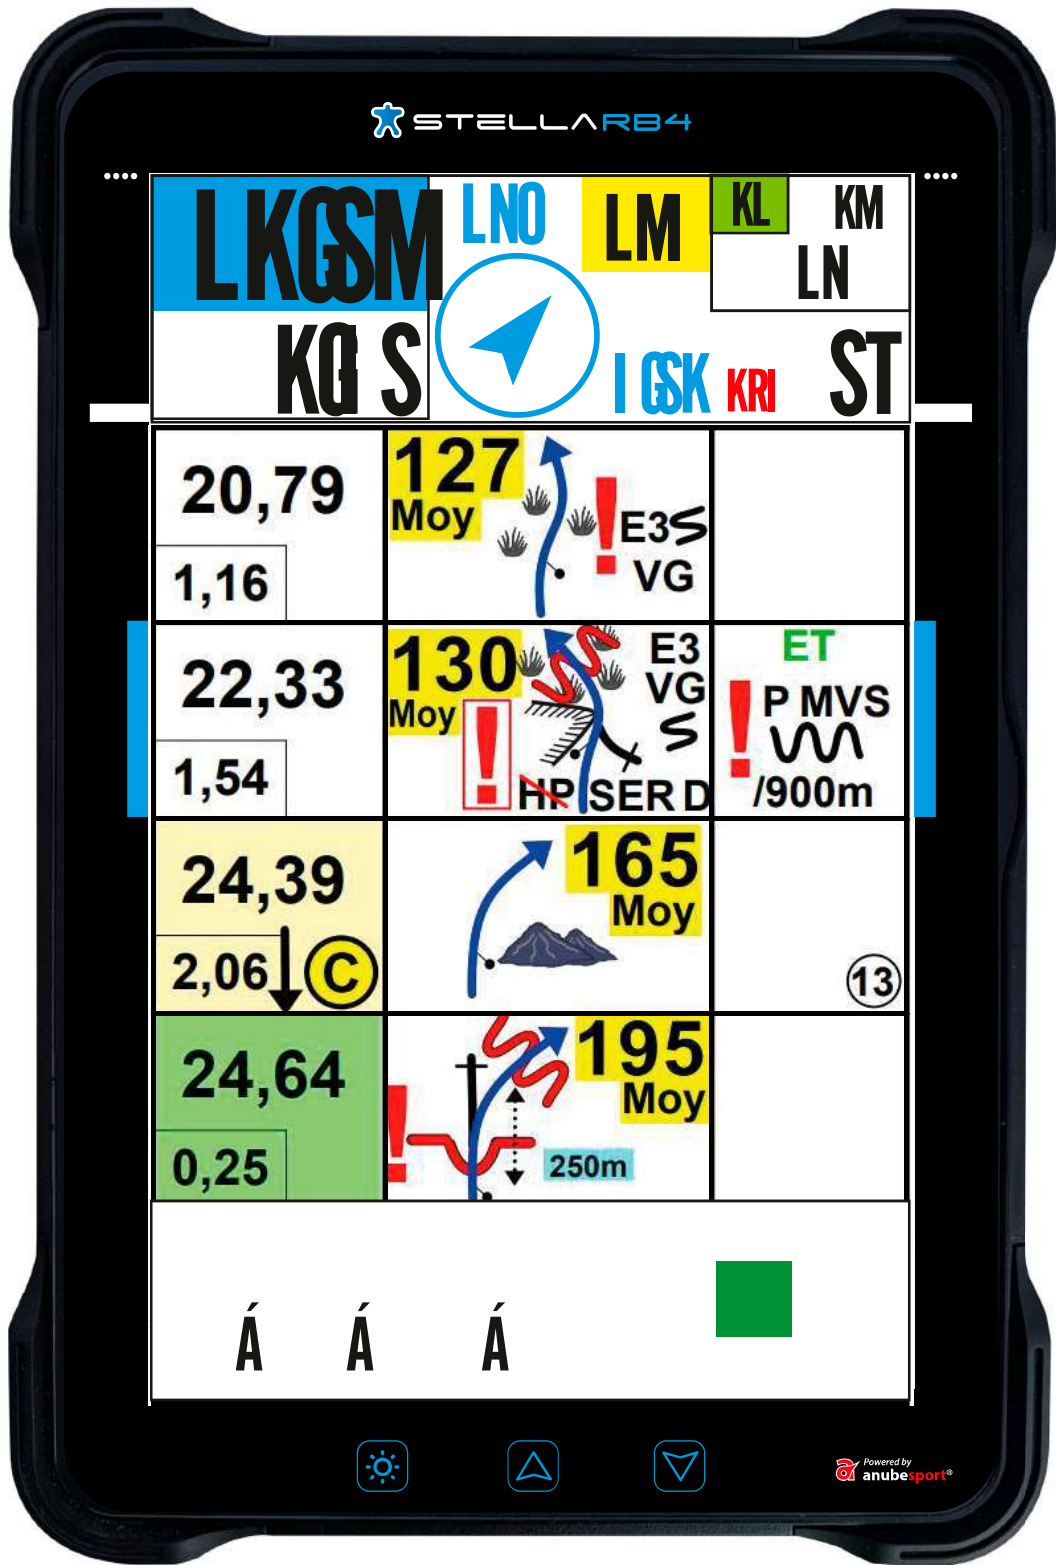 STELLARB4
LKGSM
LNO
LM
KL
KM
LN
KG S
I GSK
KRI
ST
20,79
127
Moy
E3S
VG
1,16
22,33
130
Moy
E3
VG
S
HP SER D
ET
P MVS
/900m
1,54
24,39
165
Moy
2,06
C
13
24,64
195
Moy
250m
0,25
Á Á Á
Powered by
anubesport®